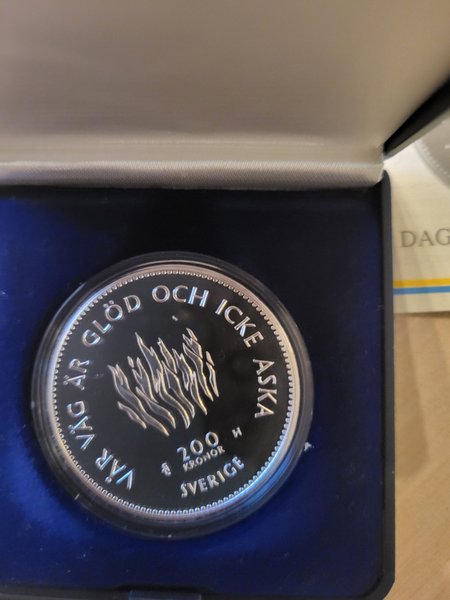 VÅR VÄG ÄR GLÖD OCH ICKE ASKA
200
KRONOR
H
SVERIGE
DAG